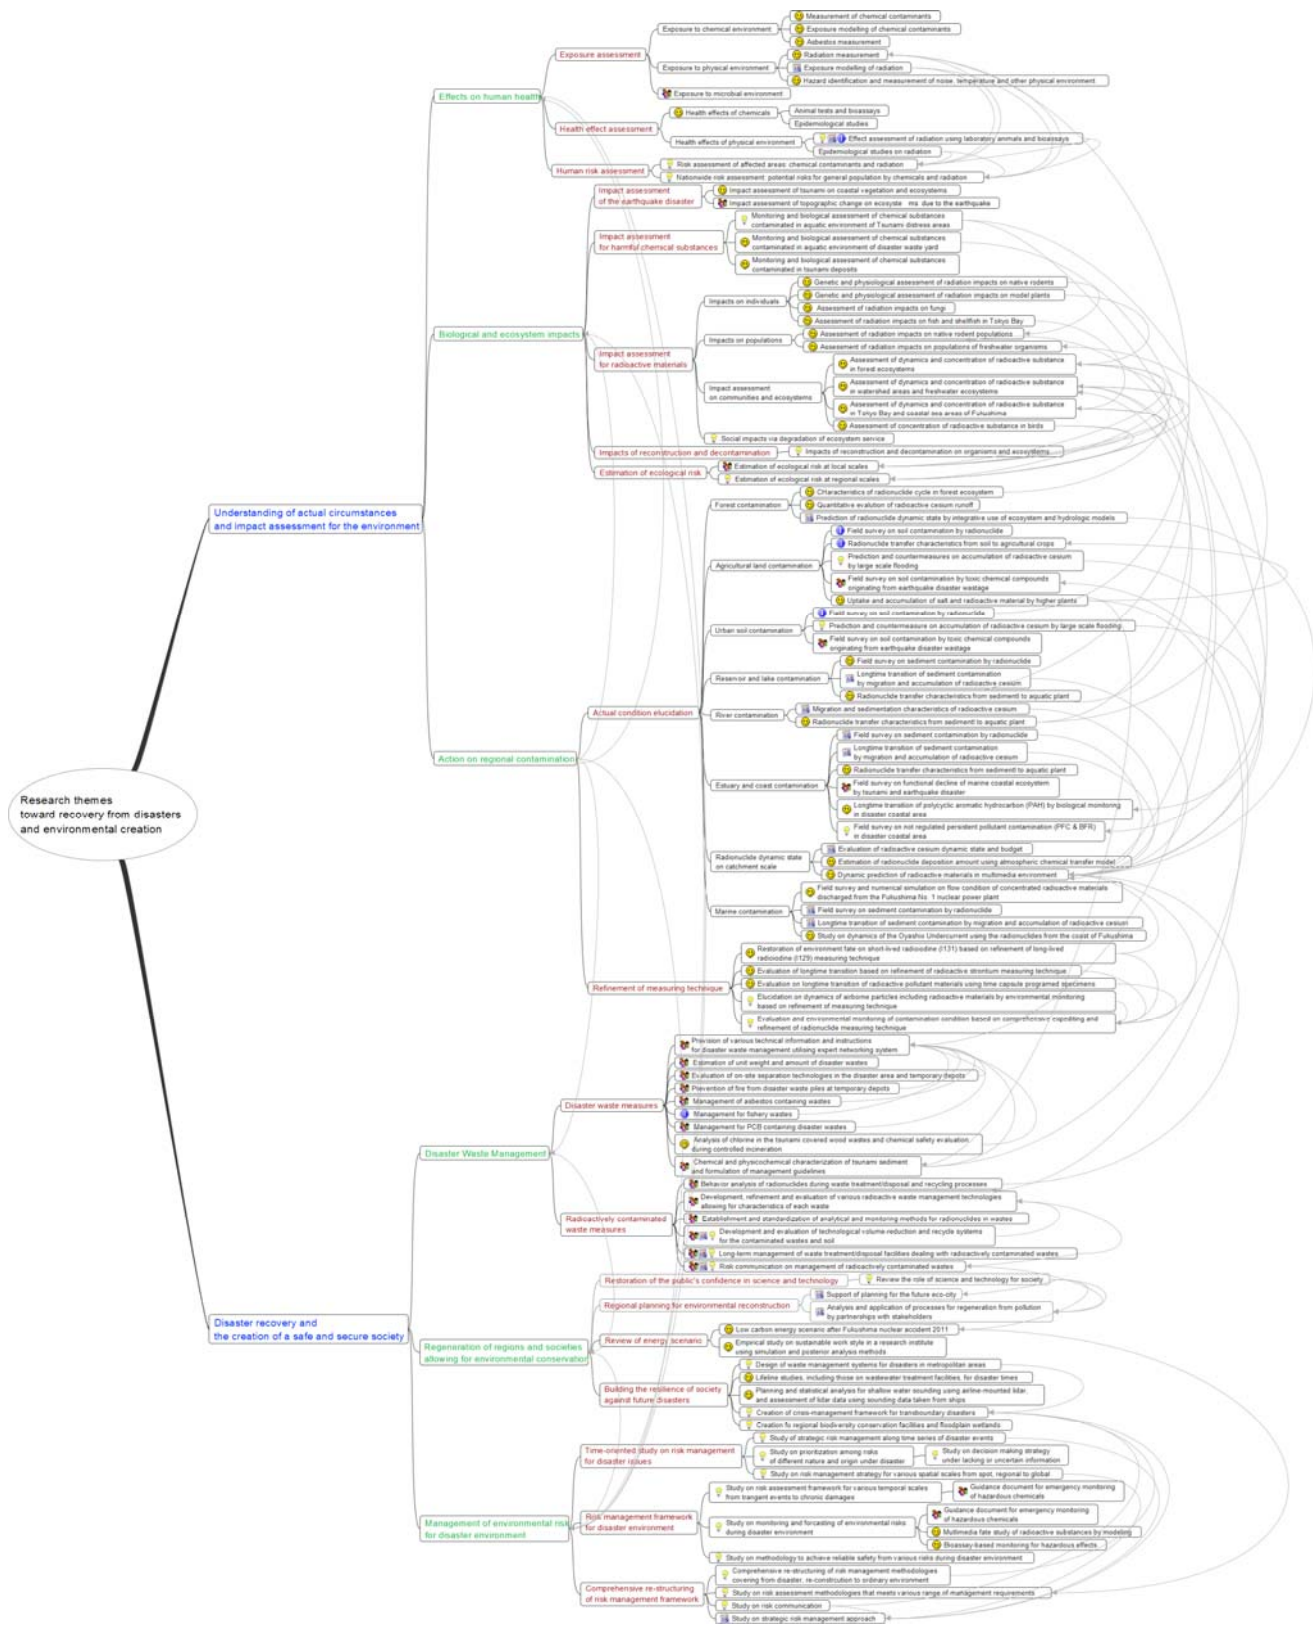 Research themes
toward recovery from disasters
and environmental creation
Understanding of actual circumstances
and impact assessment for the environment
Effects on human health
Exposure assessment
Exposure to chemical environment
Measurement of chemical contaminants
Exposure modelling of chemical contaminants
Asbestos measurement
Exposure to physical environment
Radiation measurement
Exposure modelling of radiation
Hazard identification and measurement of noise, temperature and other physical environment
Exposure to microbial environment
Health effect assessment
Health effects of chemicals
Animal tests and bioassays
Epidemiological studies
Health effects of physical environment
Effect assessment of radiation using laboratory animals and bioassays
Epidemiological studies on radiation
Human risk assessment
Risk assessment of affected areas: chemical contaminants and radiation
Nationwide risk assessment: potential risks for general population by chemicals and radiation
Biological and ecosystem impacts
Impact assessment
of the earthquake disaster
Impact assessment of tsunami on coastal vegetation and ecosystems
Impact assessment of topographic change on ecosyste ms due to the earthquake
Impact assessment
for harmful chemical substances
Monitoring and biological assessment of chemical substances
contaminated in aquatic environment of Tsunami distress areas
Monitoring and biological assessment of chemical substances
contaminated in aquatic environment of disaster waste yard
Monitoring and biological assessment of chemical substances
contaminated in tsunami deposits
Impact assessment
for radioactive materials
Impacts on individuals
Genetic and physiological assessment of radiation impacts on native rodents
Genetic and physiological assessment of radiation impacts on model plants
Assessment of radiation impacts on fungi
Assessment of radiation impacts on fish and shellfish in Tokyo Bay
Impacts on populations
Assessment of radiation impacts on native rodent populations
Assessment of radiation impacts on populations of freshwater organisms
Impact assessment
on communities and ecosystems
Assessment of dynamics and concentration of radioactive substance
in forest ecosystems
Assessment of dynamics and concentration of radioactive substance
in watershed areas and freshwater ecosystems
Assessment of dynamics and concentration of radioactive substance
in Tokyo Bay and coastal sea areas of Fukushima
Assessment of concentration of radioactive substance in birds
Social impacts via degradation of ecosystem service
Impacts of reconstruction and decontamination
Impacts of reconstruction and decontamination on organisms and ecosystems
Estimation of ecological risk
Estimation of ecological risk at local scales
Estimation of ecological risk at regional scales
Action on regional contamination
Actual condition elucidation
Forest contamination
CHaracteristics of radionuclide cycle in forest ecosystem
Quantitative evalution of radioactive cesium runoff
Prediction of radionuclide dynamic state by integrative use of ecosystem and hydrologic models
Agricultural land contamination
Field survey on soil contamination by radionuclide
Radionuclide transfer characteristics from soil to agricultural crops
Prediction and countermeasures on accumulation of radioactive cesium
by large scale flooding
Field survey on soil contamination by toxic chemical compounds
originating from earthquake disaster wastage
Uptake and accumulation of salt and radioactive material by higher plants
Urban soil contamination
Field survey on soil contamination by radionuclide
Prediction and countermeasure on accumulation of radioactive cesium by large scale flooding
Field survey on soil contamination by toxic chemical compounds
originating from earthquake disaster wastage
Reservoir and lake contamination
Field survey on sediment contamination by radionuclide
Longtime transition of sediment contamination
by migration and accumulation of radioactive cesium
Radionuclide transfer characteristics from sedimentl to aquatic plant
River contamination
Migration and sedimentation characteristics of radioactive cesium
Radionuclide transfer characteristics from sedimentl to aquatic plant
Estuary and coast contamination
Field survey on sediment contamination by radionuclide
Longtime transition of sediment contamination
by migration and accumulation of radioactive cesium
Radionuclide transfer characteristics from sedimentl to aquatic plant
Field survey on functional decline of marine coastal ecosystem
by tsunami and earthquake disaster
Longtime transition of polycyclic aromatic hydrocarbon (PAH) by biological monitoring
in disaster coastal area
Field survey on not regulated persistent pollutant contamination (PFC & BFR)
in disaster coastal area
Radionuclide dynamic state
on catchment scale
Evaluation of radioactive cesium dynamic state and budget
Estimation of radionuclide deposition amount using atmospheric chemical transfer model
Dynamic prediction of radioactive materials in multimedia environment
Marine contamination
Field survey and numerical simulation on flow condition of concentrated radioactive materials
discharged from the Fukushima No. 1 nuclear power plant
Field survey on sediment contamination by radionuclide
Longtime transition of sediment contamination by migration and accumulation of radioactive cesium
Study on dynamics of the Oyashio Undercurrent using the radionuclides from the coast of Fukushima
Refinement of measuring technique
Restoration of environment fate on short-lived radioiodine (I131) based on refinement of long-lived
radioiodine (I129) measuring technique
Evaluation of longtime transition based on refinement of radioactive strontium measuring technique
Evaluation on longtime transition of radioactive pollutant materials using time capsule programed specimens
Elucidation on dynamics of airborne particles including radioactive materials by environmental monitoring
based on refinement of measuring technique
Evaluation and environmental monitoring of contamination condition based on comprehensive expediting and
refinement of radionuclide measuring technique
Disaster recovery and
the creation of a safe and secure society
Disaster Waste Management
Disaster waste measures
Provision of various technical information and instructions
for disaster waste management utilising expert networking system
Estimation of unit weight and amount of disaster wastes
Evaluation of on-site separation technologies in the disaster area and temporary depots
Prevention of fire from disaster waste piles at temporary depots
Management of asbestos containing wastes
Management for fishery wastes
Management for PCB containing disaster wastes
Analysis of chlorine in the tsunami covered wood wastes and chemical safety evaluation
during controlled incineration
Chemical and physicochemical characterization of tsunami sediment
and formulation of management guidelines
Radioactively contaminated
waste measures
Behavior analysis of radionuclides during waste treatment/disposal and recycling processes
Development, refinement and evaluation of various radioactive waste management technologies
allowing for characteristics of each waste
Establishment and standardization of analytical and monitoring methods for radionuclides in wastes
Development and evaluation of technological volume-reduction and recycle systems
for the contaminated wastes and soil
Long-term management of waste treatment/disposal facilities dealing with radioactively contaminated wastes
Risk communication on management of radioactively contaminated wastes
Regeneration of regions and societies
allowing for environmental conservation
Restoration of the public's confidence in science and technology
Review the role of science and technology for society
Regional planning for environmental reconstruction
Support of planning for the future eco-city
Analysis and application of processes for regeneration from pollution
by partnerships with stakeholders
Review of energy scenario
Low carbon energy scenario after Fukushima nuclear accident 2011
Empirical study on sustainable work style in a research institute
using simulation and posterior analysis methods
Building the resilience of society
against future disasters
Design of waste management systems for disasters in metropolitan areas
Lifeline studies, including those on wastewater treatment facilities, for disaster times
Planning and statistical analysis for shallow water sounding using airline-mounted lidar,
and assessment of lidar data using sounding data taken from ships
Creation of crisis-management framework for transboundary disasters
Creation fo regional biodiversity conservation facilities and floodplain wetlands
Management of environmental risk
for disaster environment
Time-oriented study on risk management
for disaster issues
Study of strategic risk management along time series of disaster events
Study on prioritization among risks
of different nature and origin under disaster
Study on decision making strategy
under lacking or uncertain information
Study on risk management strategy for various spatial scales from spot, regional to global
Risk management framework
for disaster environment
Study on risk assessment framework for various temporal scales
from trangent events to chronic damages
Guidance document for emergency monitoring
of hazardous chemicals
Study on monitoring and forcasting of environmental risks
during disaster environment
Guidance document for emergency monitoring
of hazardous chemicals
Mutlimedia fate study of radioactive substances by modeling
Bioassay-based monitoring for hazardous effects
Study on methodology to achieve reliable safety from various risks during disaster environment
Comprehensive re-structuring
of risk management framework
Comprehensive re-structuring of risk management methodologies
covering from disaster, re-constrcution to ordinary environment
Study on risk assessment methodologies that meets various range of management requirements
Study on risk communication
Study on strategic risk management approach